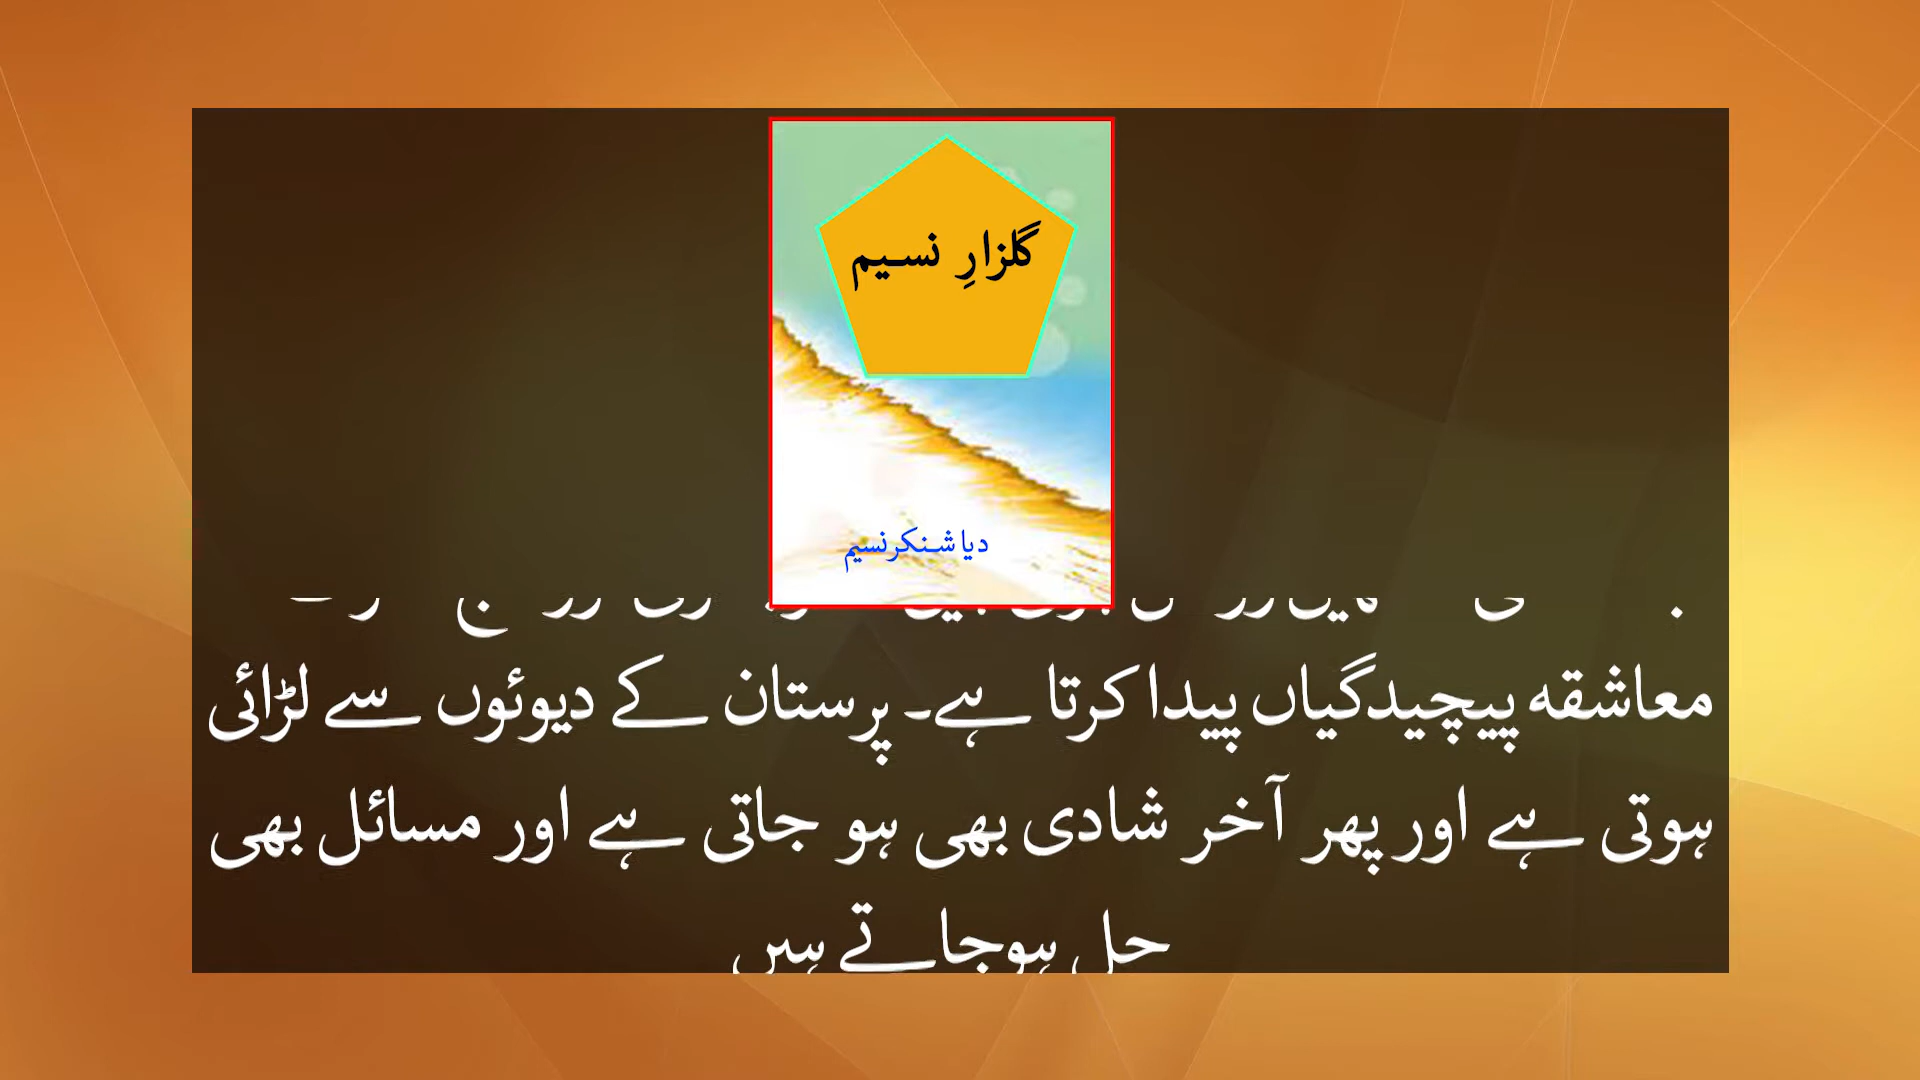 گلزارِ نسیم
دیا شنکر نسیم
معاشقہ پیچیدگیاں پیدا کرتا ہے۔ پرستان کے دیوئوں سے لڑائی
ہوتی ہے اور پھر آخر شادی بھی ہو جاتی ہے اور مسائل بھی
حل ہوجاتے ہیں